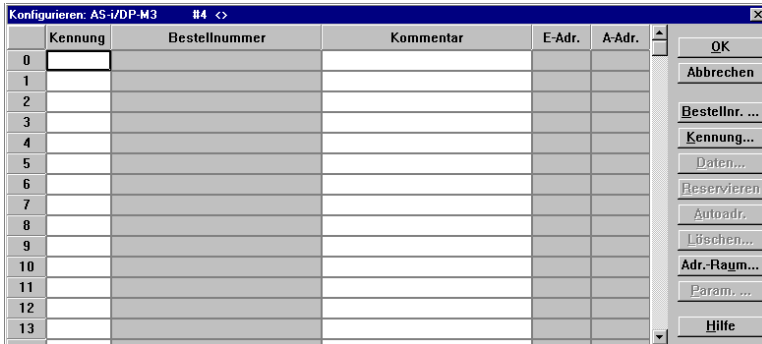 Konfigurieren: AS-i/DP-M3 #4 <>
Kennung Bestellnummer Kommentar E-Adr. A-Adr.
0
1
2
3
4
5
6
7
8
9
10
11
12
13
OK
Abbrechen
Bestellnr. ...
Kennung...
Daten...
Reservieren
Autoadr.
Löschen...
Adr.-Raum...
Param. ...
Hilfe